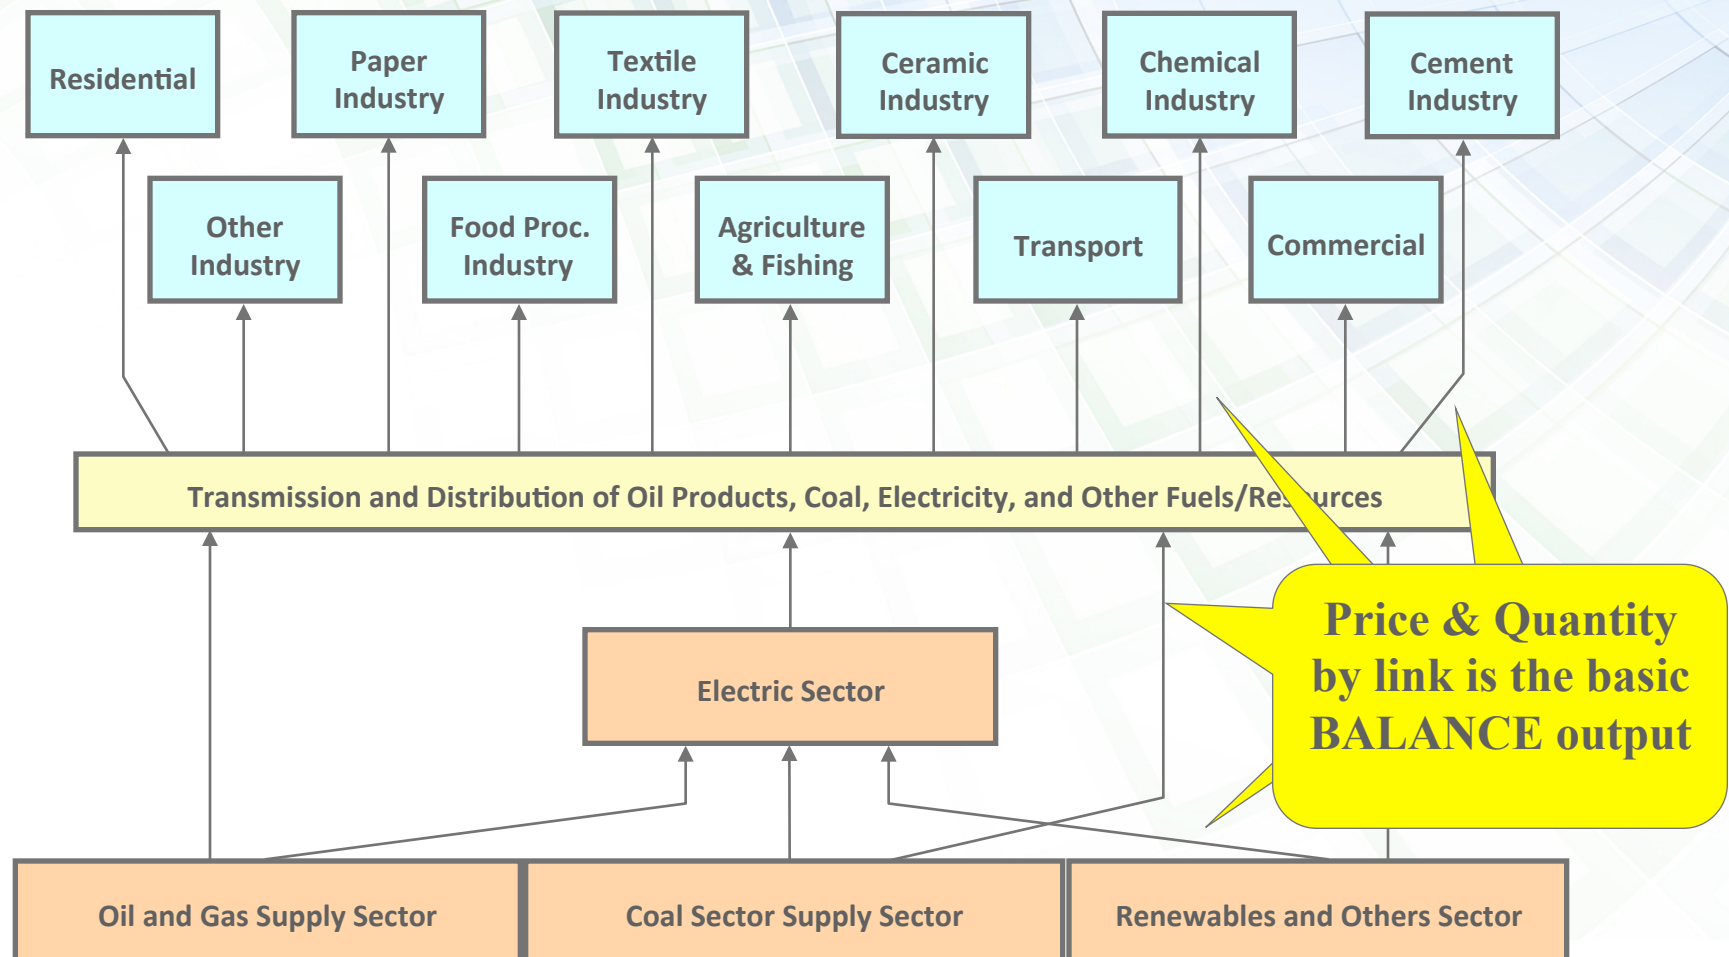 Residential
Paper
Industry
Textile
Industry
Ceramic
Industry
Chemical
Industry
Cement
Industry
Other
Industry
Food Proc.
Industry
Agriculture
& Fishing
Transport
Commercial
Transmission and Distribution of Oil Products, Coal, Electricity, and Other Fuels/Resources
Price & Quantity
by link is the basic
BALANCE output
Electric Sector
Oil and Gas Supply Sector
Coal Sector Supply Sector
Renewables and Others Sector